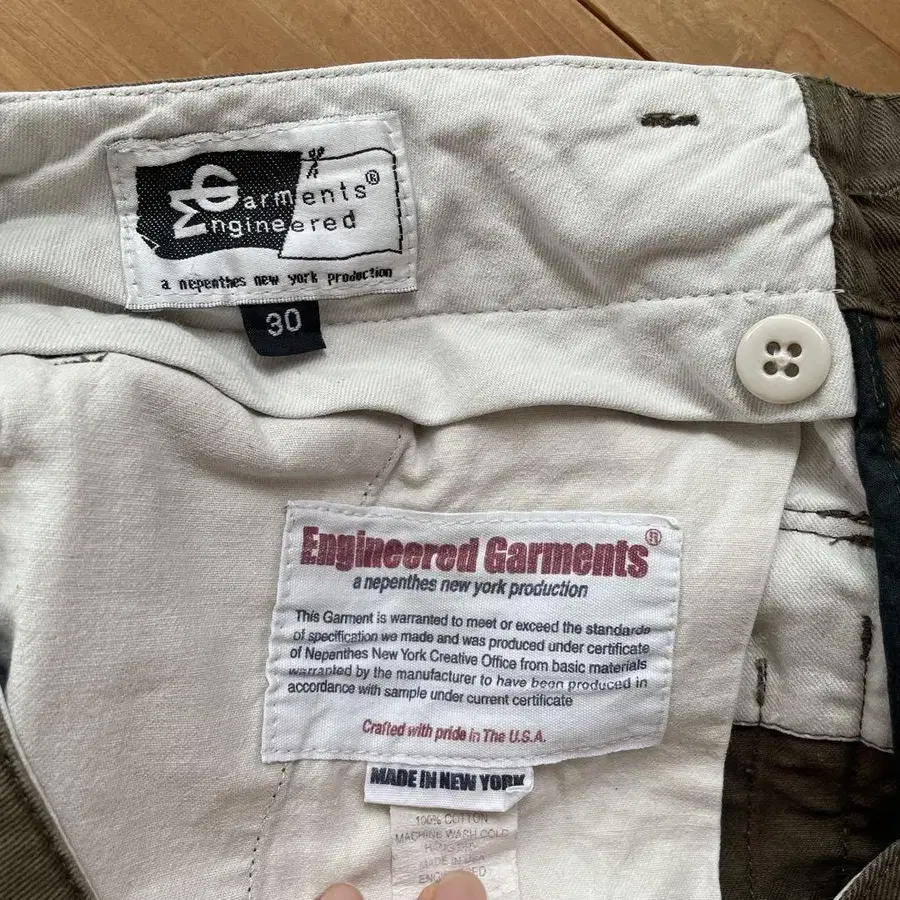 Garments®
Engineered
a nepenthes new york production
30
Engineered Garments®
a nepenthes new york production
This Garment is warranted to meet or exceed the standards
of specification we made and was produced under certificate
of Nepenthes New York Creative Office from basic materials
warranted by the manufacturer to have been produced in
accordance with sample under current certificate
Crafted with pride in The U.S.A.
MADE IN NEW YORK
100% COTTON
MACHINE WASH COLD
MADE IN USA